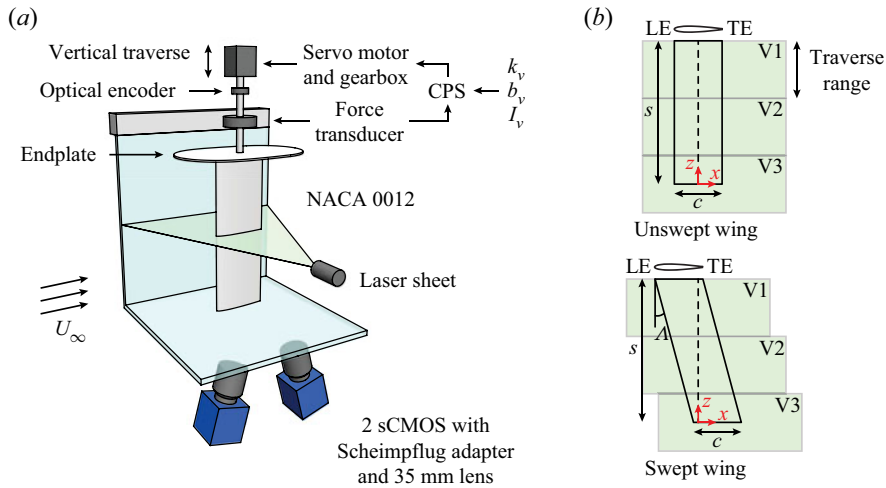 (a)
Vertical traverse
Optical encoder
Endplate
Servo motor
and gearbox
Force
transducer
CPS
k_v
b_v
I_v
NACA 0012
Laser sheet
U_∞
2 sCMOS with
Scheimpflug adapter
and 35 mm lens
(b)
LE TE
V1
V2
V3
Traverse
range
s
z
x
c
Unswept wing
LE TE
V1
V2
V3
Λ
s
z
x
c
Swept wing